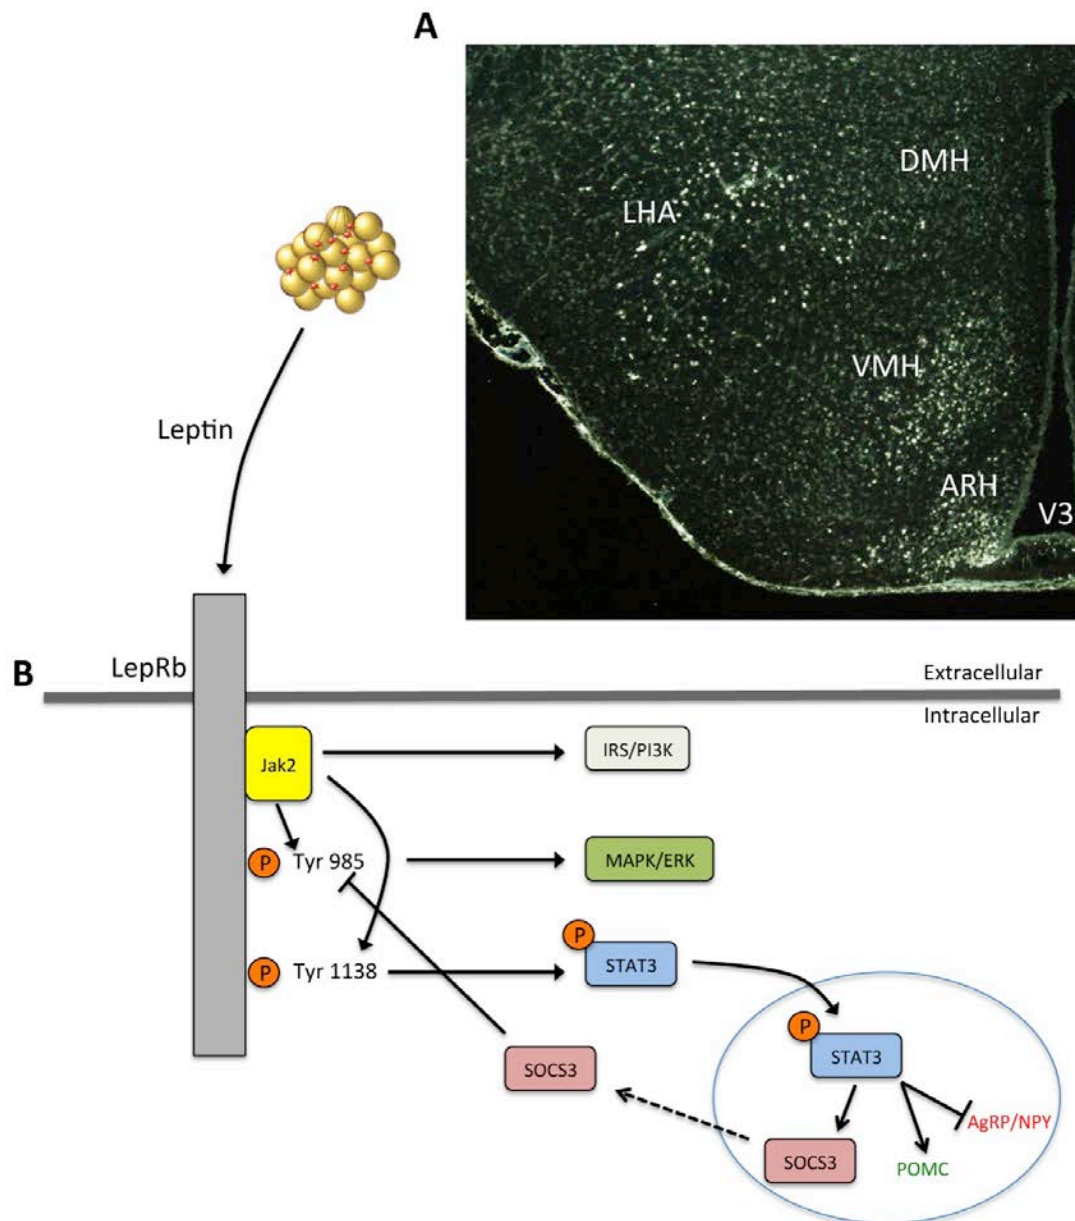 A
DMH
LHA
VMH
Leptin
ARH
V3
LepRb
B
Extracellular
Intracellular
Jak2
IRS/PI3K
P
Tyr 985
MAPK/ERK
P
P
Tyr 1138
STAT3
P
STAT3
SOCS3
AgRP/NPY
SOCS3
POMC